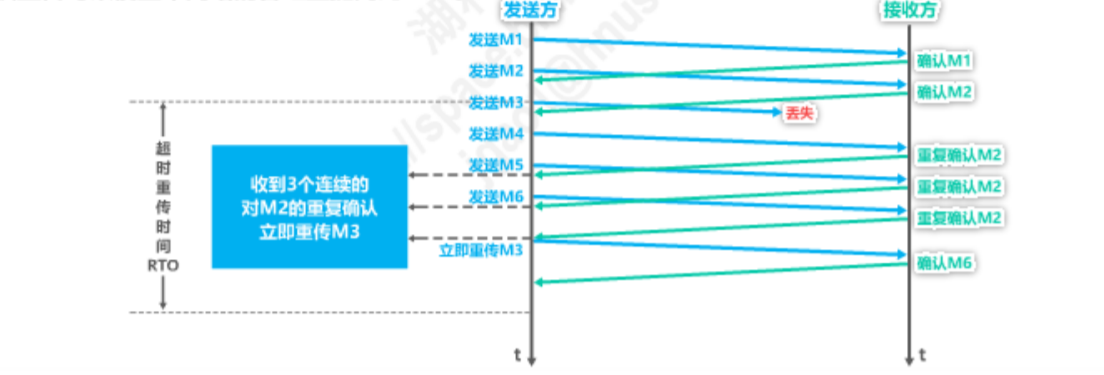 发送方
接收方
发送M1
确认M1
发送M2
确认M2
发送M3
丢失
发送M4
重复确认M2
发送M5
重复确认M2
发送M6
重复确认M2
立即重传M3
确认M6
超时重传时间RTO
收到3个连续的
对M2的重复确认
立即重传M3
t
t